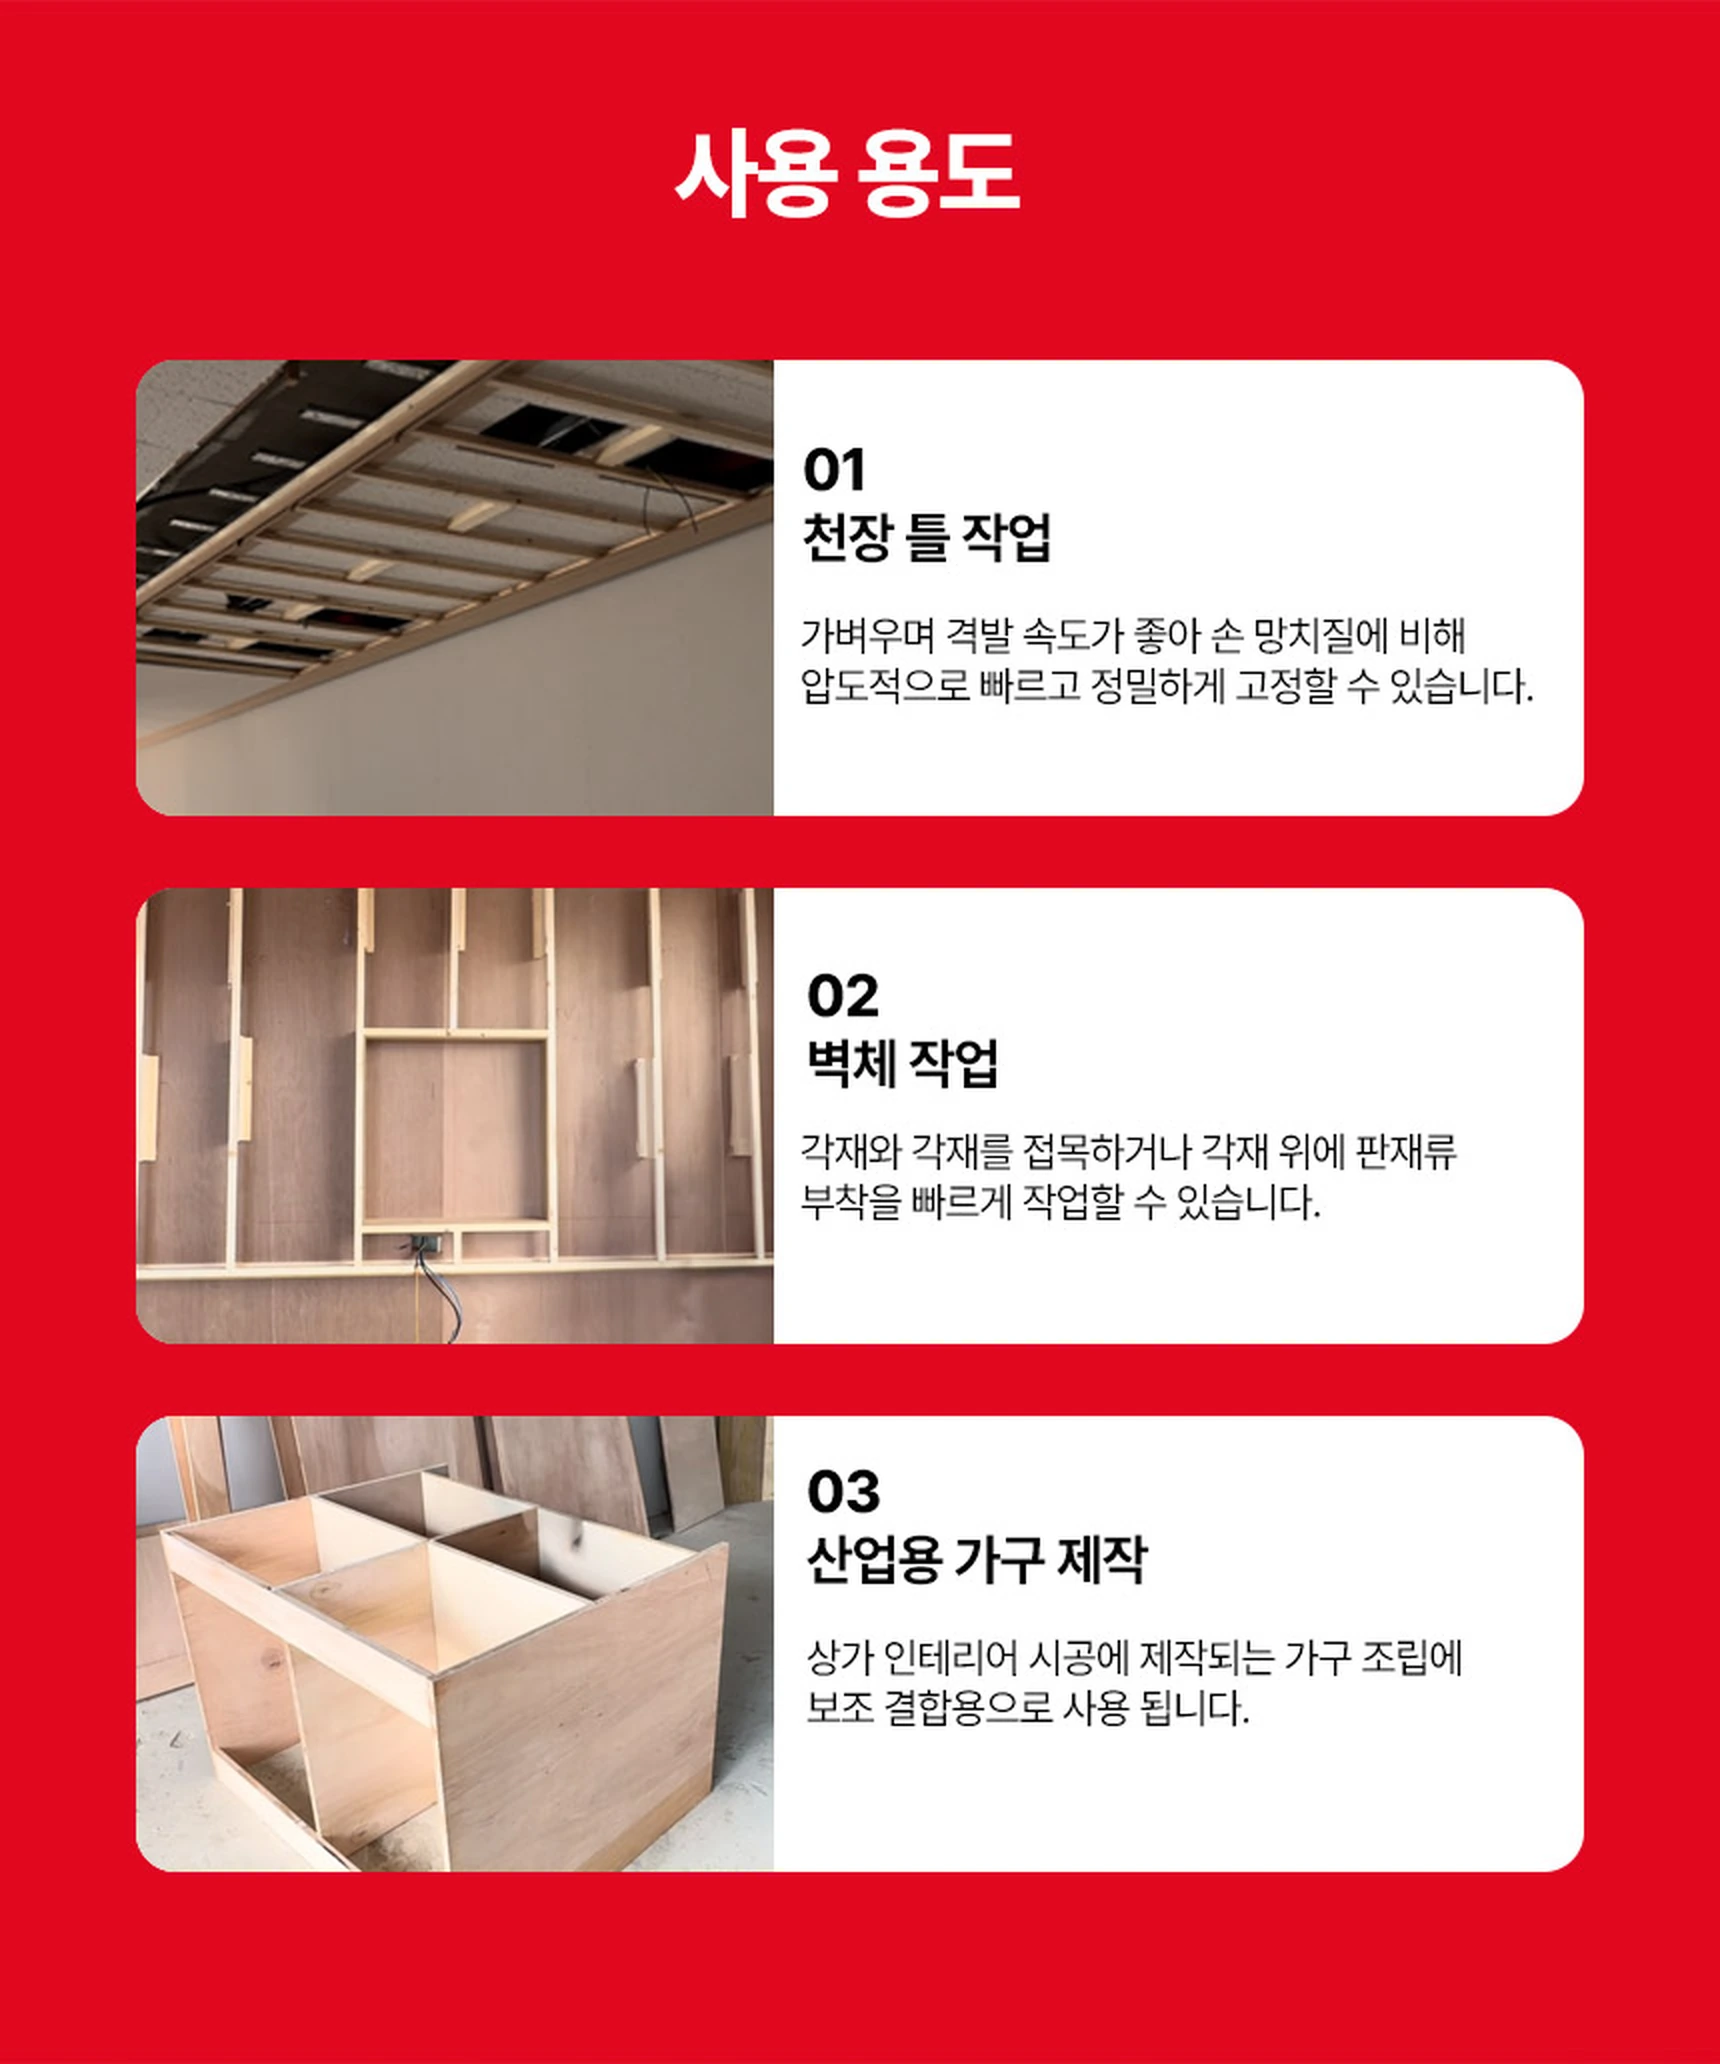 사용 용도
01
천장 틀 작업
가벼우며 격발 속도가 좋아 손 망치질에 비해
압도적으로 빠르고 정밀하게 고정할 수 있습니다.
02
벽체 작업
각재와 각재를 접목하거나 각재 위에 판재류
부착을 빠르게 작업할 수 있습니다.
03
산업용 가구 제작
상가 인테리어 시공에 제작되는 가구 조립에
보조 결합용으로 사용 됩니다.